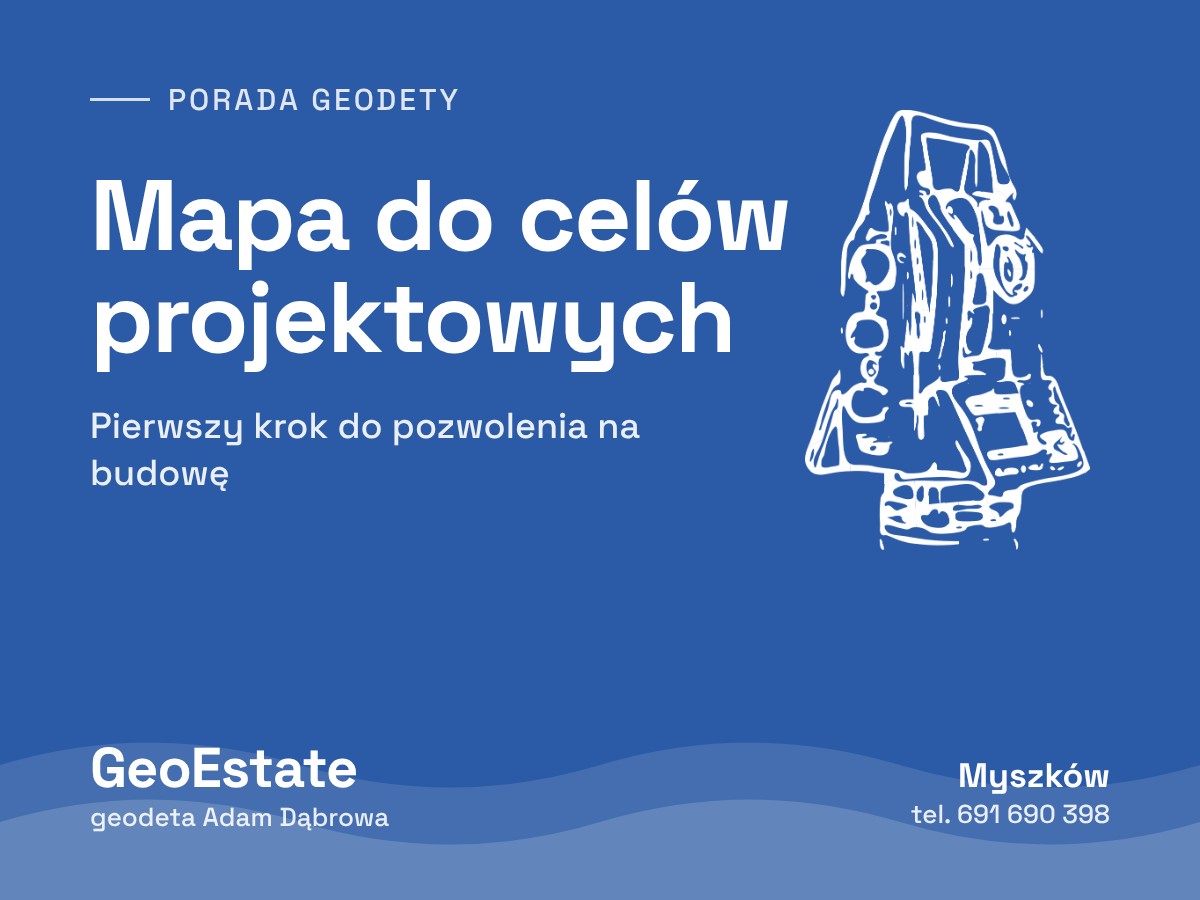 PORADA GEODETY
Mapa do celów
projektowych
Pierwszy krok do pozwolenia na
budowę
GeoEstate
geodeta Adam Dąbrowa
Myszków
tel. 691 690 398